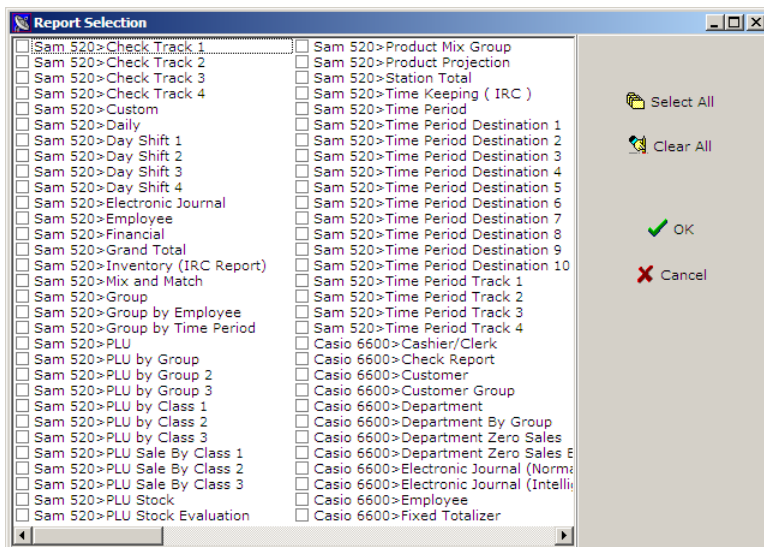 Report Selection
Sam 520>Check Track 1
Sam 520>Check Track 2
Sam 520>Check Track 3
Sam 520>Check Track 4
Sam 520>Custom
Sam 520>Daily
Sam 520>Day Shift 1
Sam 520>Day Shift 2
Sam 520>Day Shift 3
Sam 520>Day Shift 4
Sam 520>Electronic Journal
Sam 520>Employee
Sam 520>Financial
Sam 520>Grand Total
Sam 520>Inventory (IRC Report)
Sam 520>Mix and Match
Sam 520>Group
Sam 520>Group by Employee
Sam 520>Group by Time Period
Sam 520>PLU
Sam 520>PLU by Group
Sam 520>PLU by Group 2
Sam 520>PLU by Group 3
Sam 520>PLU by Class 1
Sam 520>PLU by Class 2
Sam 520>PLU by Class 3
Sam 520>PLU Sale By Class 1
Sam 520>PLU Sale By Class 2
Sam 520>PLU Sale By Class 3
Sam 520>PLU Stock
Sam 520>PLU Stock Evaluation
Sam 520>Product Mix Group
Sam 520>Product Projection
Sam 520>Station Total
Sam 520>Time Keeping ( IRC )
Sam 520>Time Period
Sam 520>Time Period Destination 1
Sam 520>Time Period Destination 2
Sam 520>Time Period Destination 3
Sam 520>Time Period Destination 4
Sam 520>Time Period Destination 5
Sam 520>Time Period Destination 6
Sam 520>Time Period Destination 7
Sam 520>Time Period Destination 8
Sam 520>Time Period Destination 9
Sam 520>Time Period Destination 10
Sam 520>Time Period Track 1
Sam 520>Time Period Track 2
Sam 520>Time Period Track 3
Sam 520>Time Period Track 4
Casio 6600>Cashier/Clerk
Casio 6600>Check Report
Casio 6600>Customer
Casio 6600>Customer Group
Casio 6600>Department
Casio 6600>Department By Group
Casio 6600>Department Zero Sales
Casio 6600>Department Zero Sales
Casio 6600>Electronic Journal
Casio 6600>Electronic Journal
Casio 6600>Employee
Casio 6600>Fixed Totalizer
Select All
Clear All
OK
Cancel